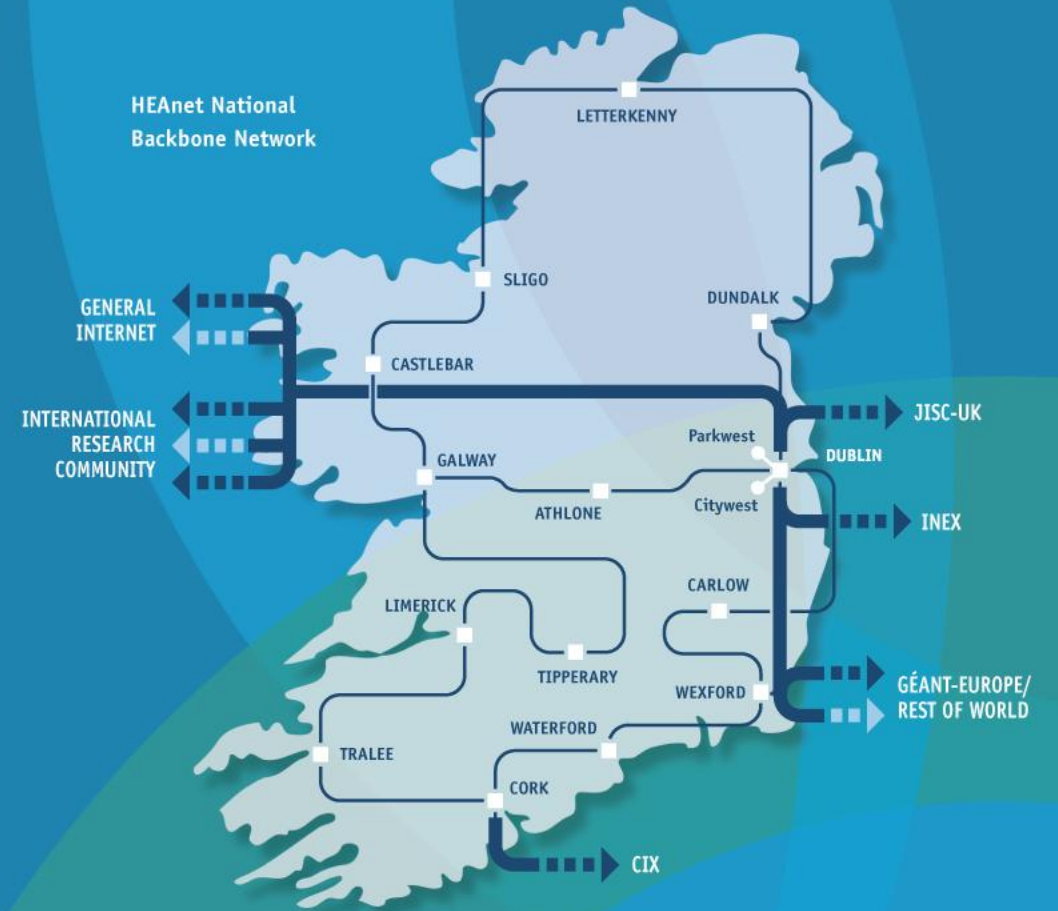 HEAnet National
Backbone Network
LETTERKENNY
SLIGO
DUNDALK
GENERAL
INTERNET
CASTLEBAR
INTERNATIONAL
RESEARCH
COMMUNITY
JISC-UK
Parkwest
DUBLIN
GALWAY
Citywest
ATHLONE
INEX
CARLOW
LIMERICK
TIPPERARY
WEXFORD
GÉANT-EUROPE/
REST OF WORLD
WATERFORD
TRALEE
CORK
CIX